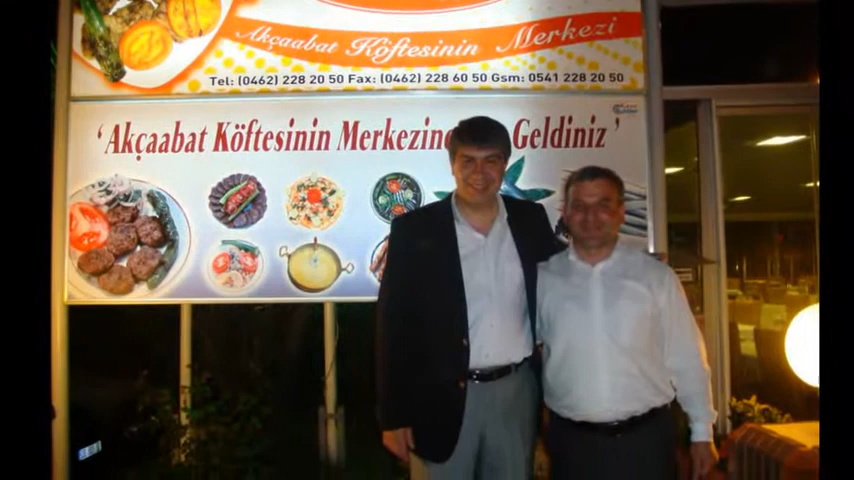 Akçaabat Köftesinin Merkezi
Tel: (0462) 228 20 50 Fax: (0462) 228 60 50 Gsm: 0541 228 20 50
‘Akçaabat Köftesinin Merkezine Geldiniz’